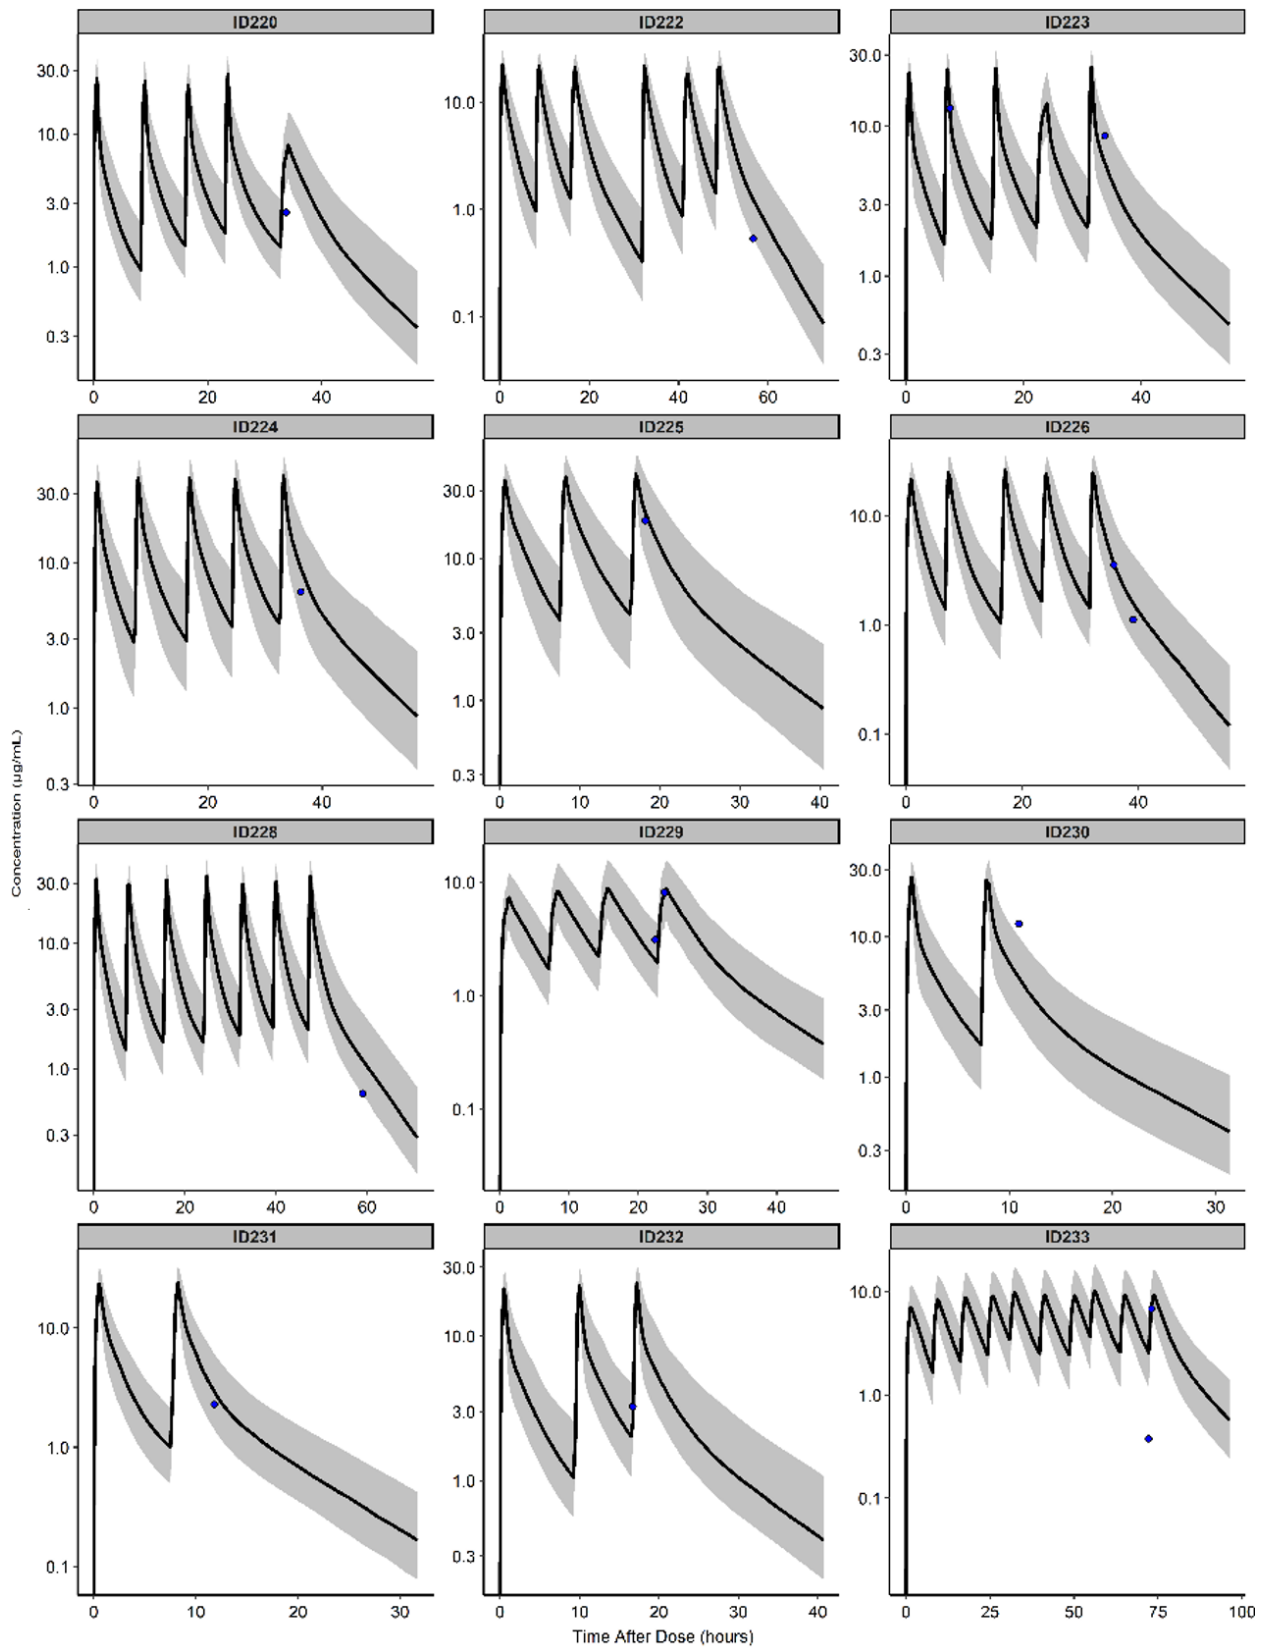 ID220 ID222 ID223
30.0 10.0 3.0 1.0 0.3
0 20 40
10.0 1.0 0.1
0 20 40 60
30.0 10.0 3.0 1.0 0.3
0 20 40
ID224 ID225 ID226
30.0 10.0 3.0 1.0 0.3
0 20 40
30.0 10.0 3.0 1.0 0.3
0 10 20 30 40
10.0 1.0 0.1
0 20 40
Concentration (µg/mL)
ID228 ID229 ID230
30.0 10.0 3.0 1.0 0.3
0 20 40 60
10.0 1.0 0.1
0 10 20 30 40
30.0 10.0 3.0 1.0 0.3
0 10 20 30
ID231 ID232 ID233
10.0 1.0 0.1
0 10 20 30
30.0 10.0 3.0 1.0 0.3
0 10 20 30 40
10.0 1.0 0.1
0 25 50 75 100
Time After Dose (hours)